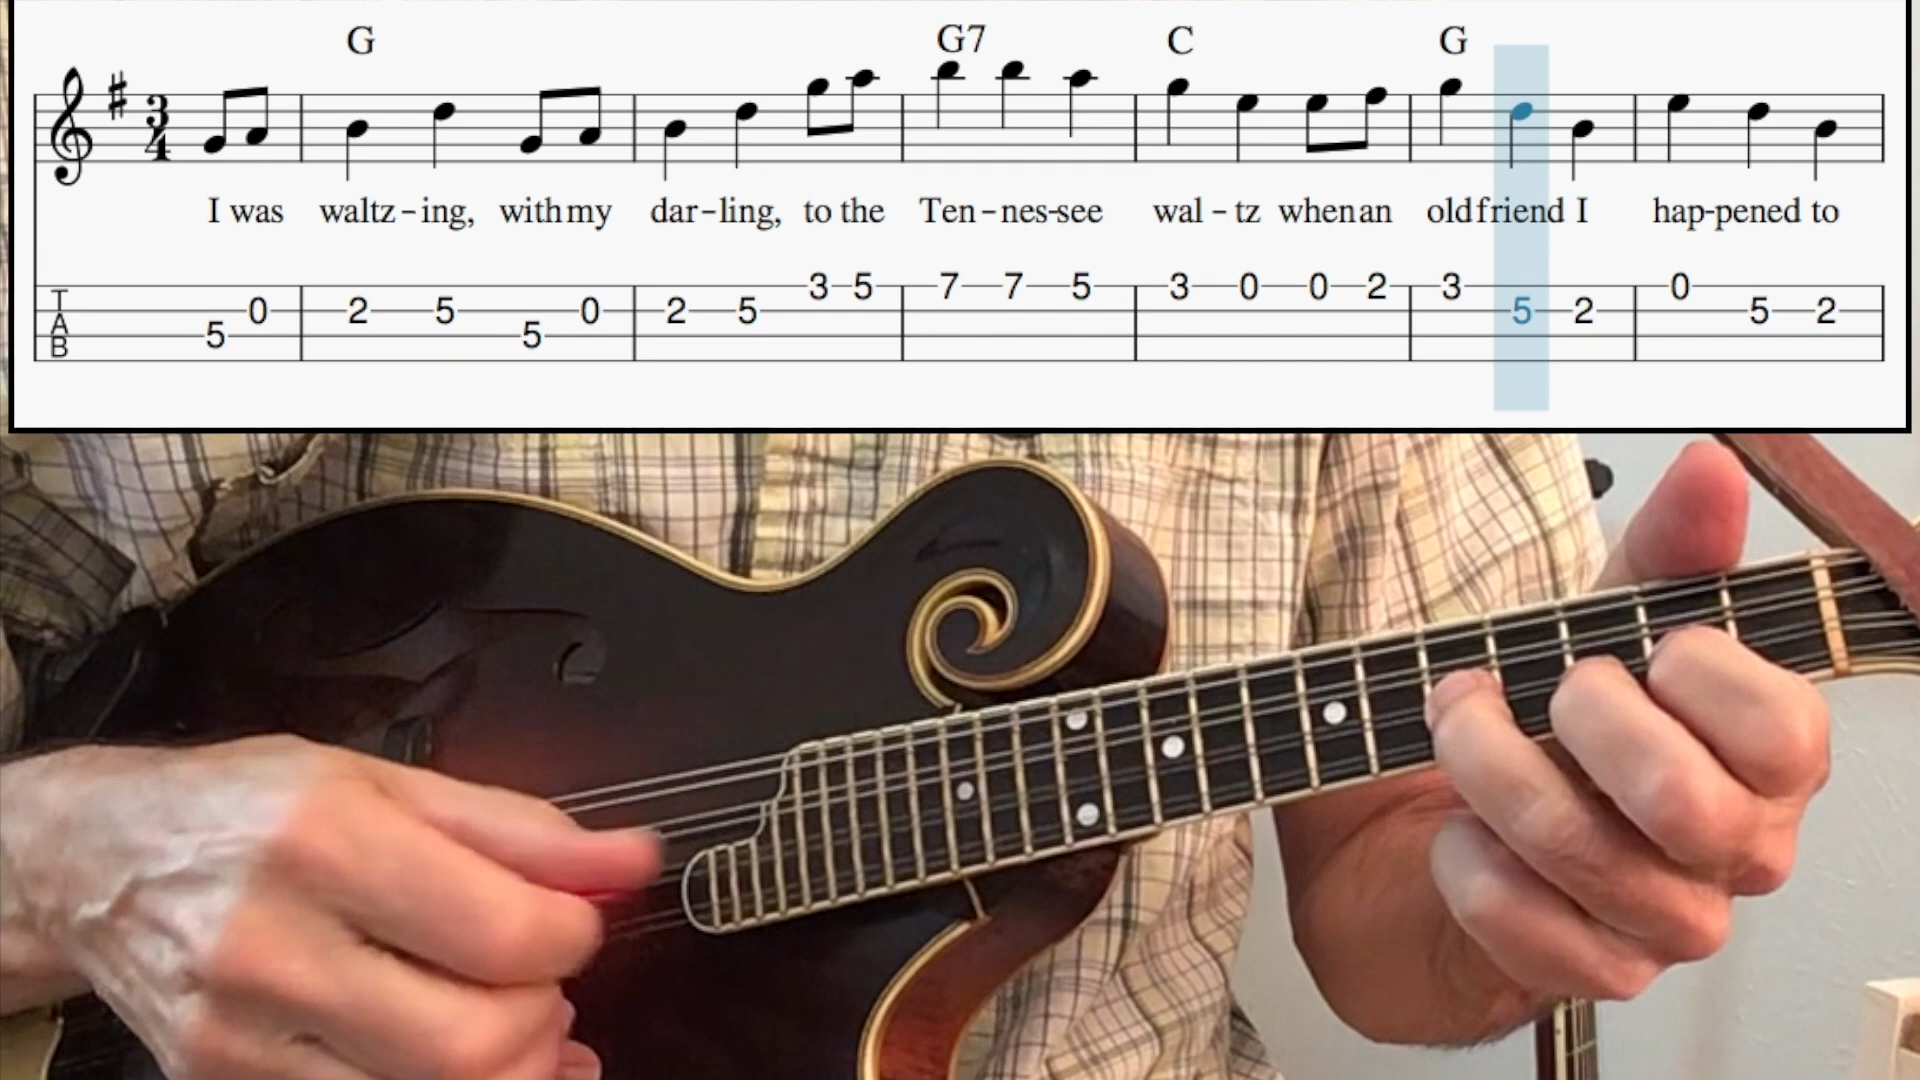 G G7 C G
3
4
I was waltz-ing, with my dar-ling, to the Ten-nes-see wal-tz when an old friend I hap-pened to
T 3 5 7 7 5 3 0 0 2 3 0
A 0 2 5 0 2 5 5 2 5 2
B 5 5